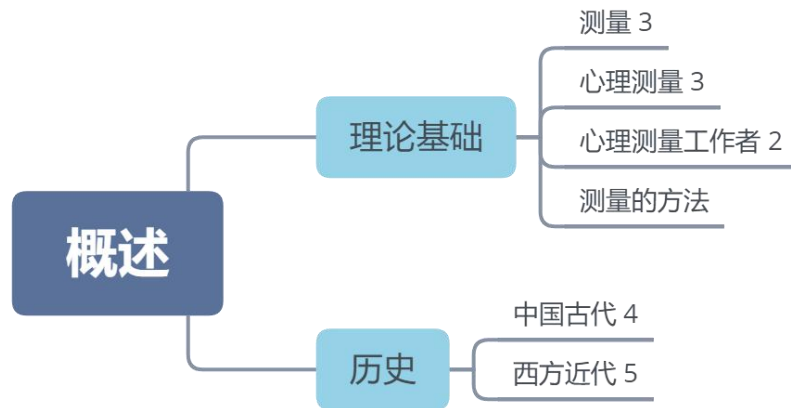 概述
理论基础
测量 3
心理测量 3
心理测量工作者 2
测量的方法
历史
中国古代 4
西方近代 5